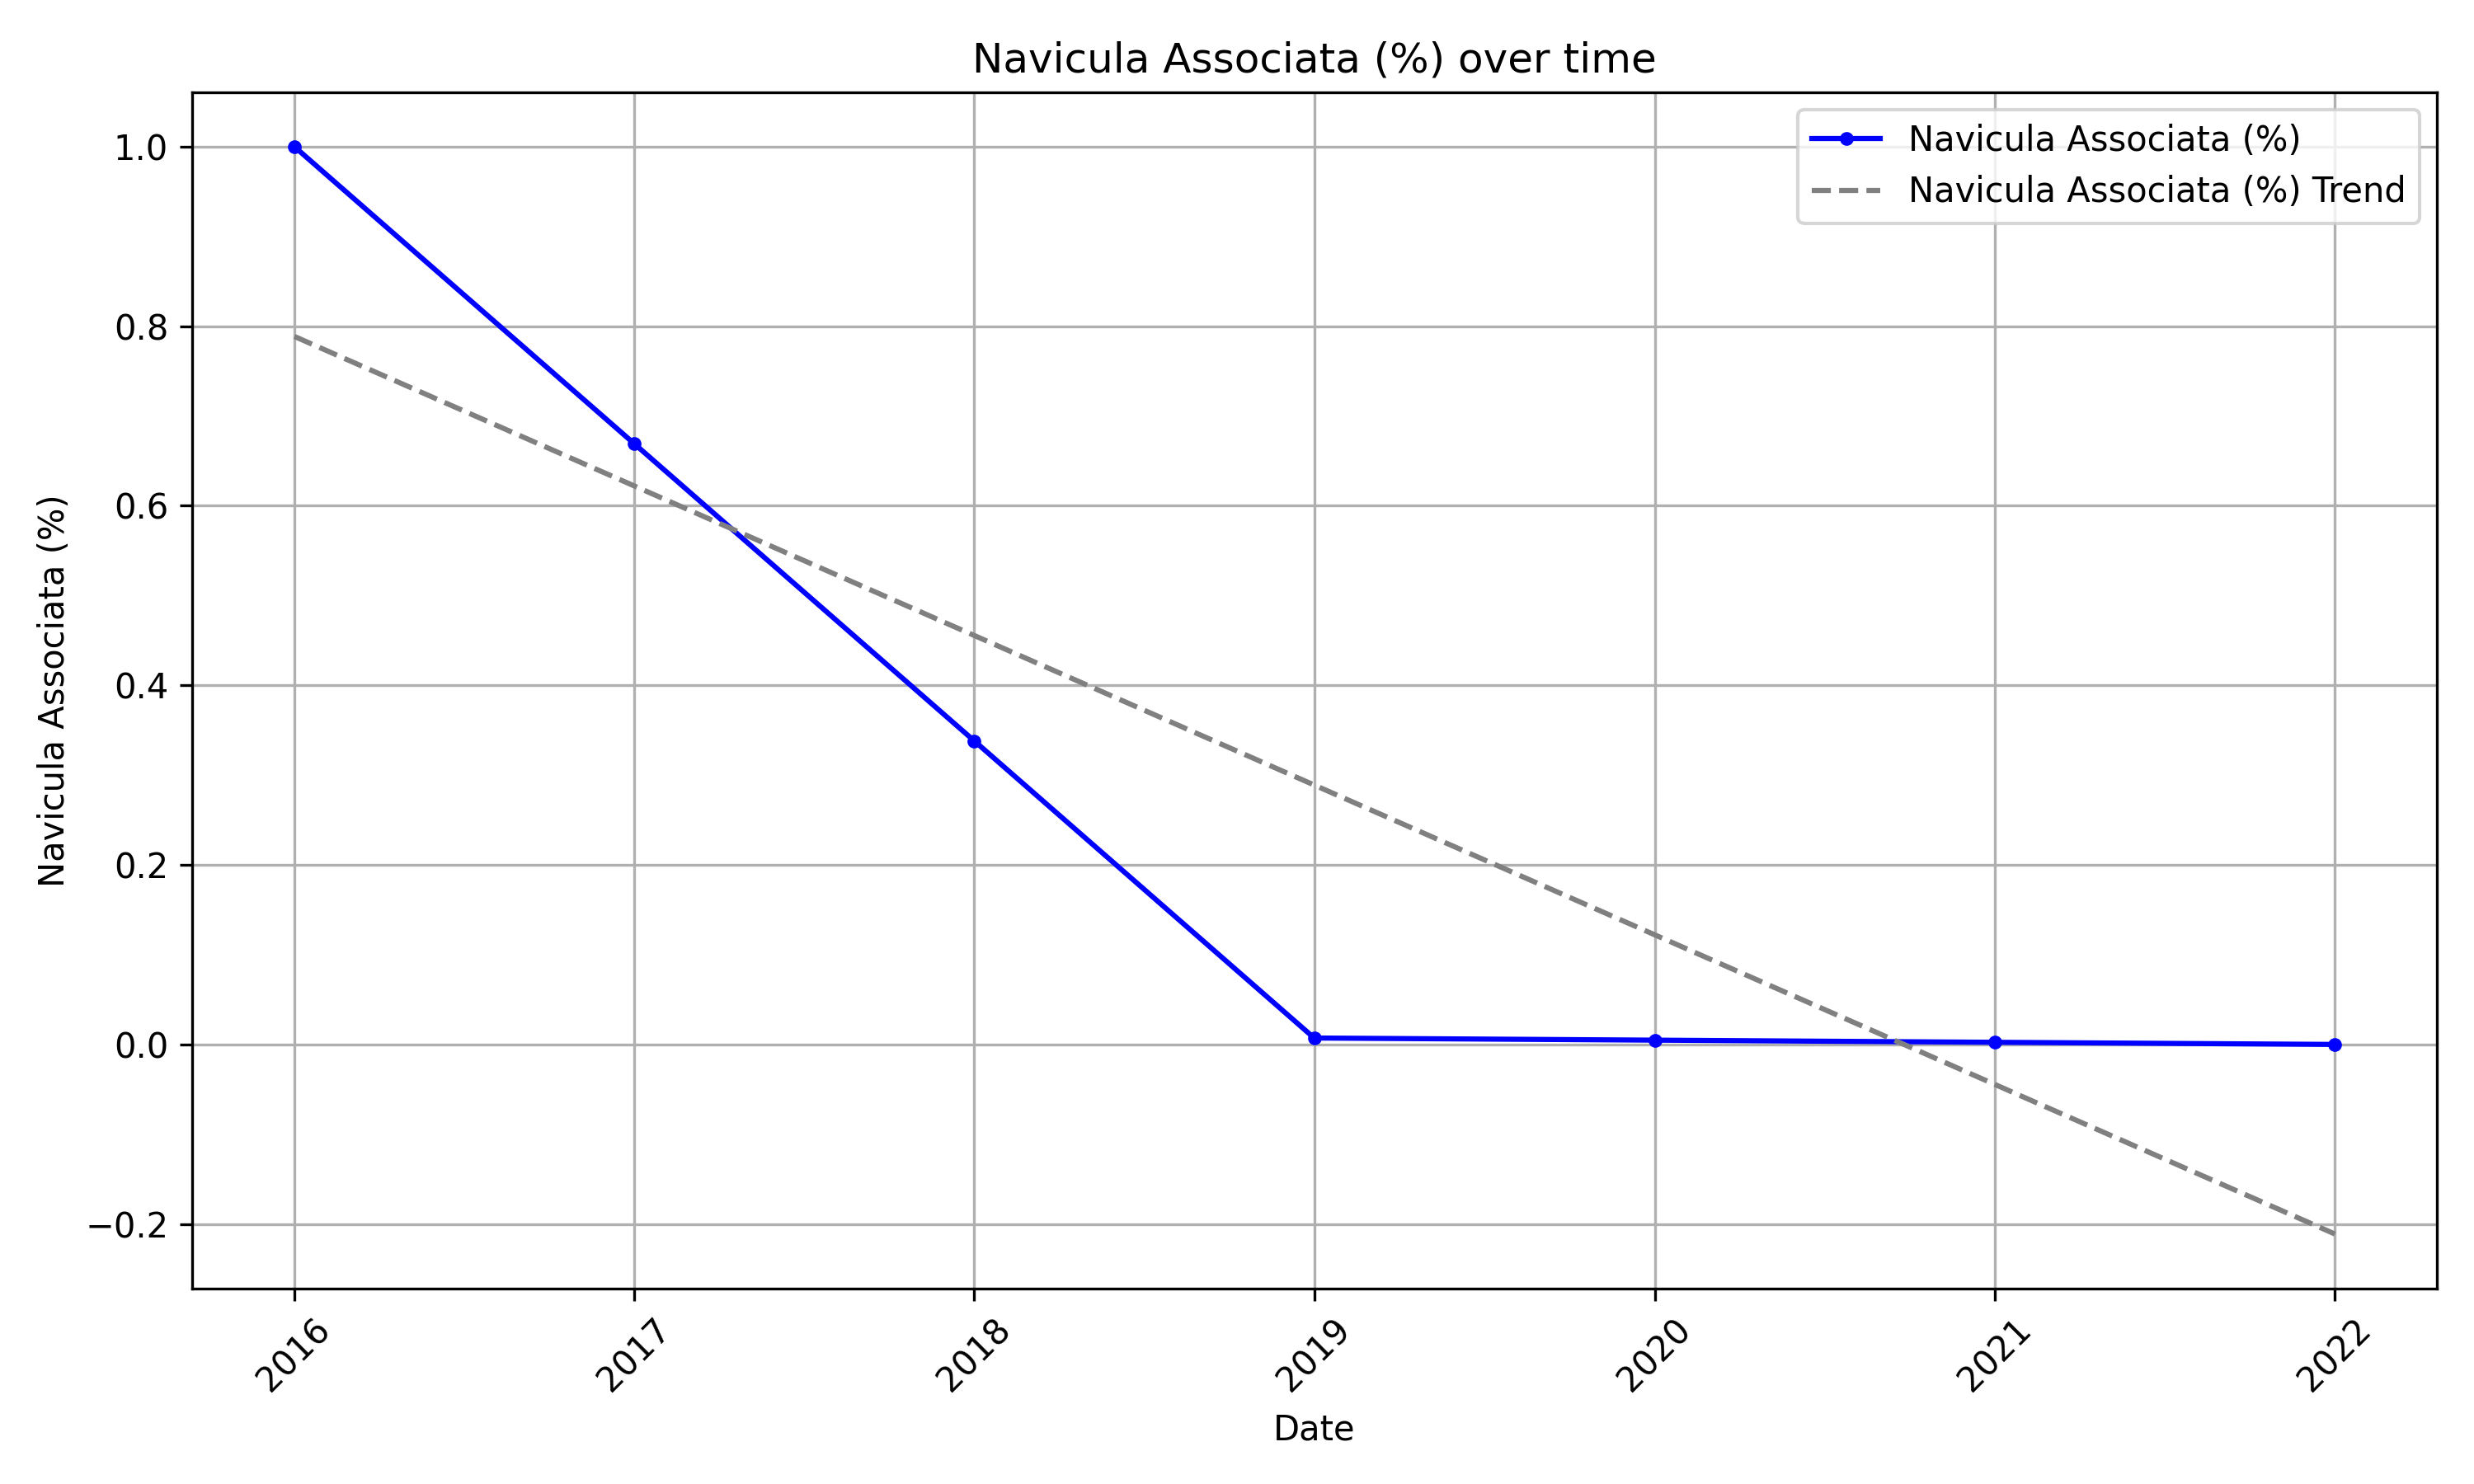 Navicula Associata (%) over time
Navicula Associata (%)
Navicula Associata (%) Trend
Navicula Associata (%)
1.0
0.8
0.6
0.4
0.2
0.0
−0.2
2016
2017
2018
2019
2020
2021
2022
Date